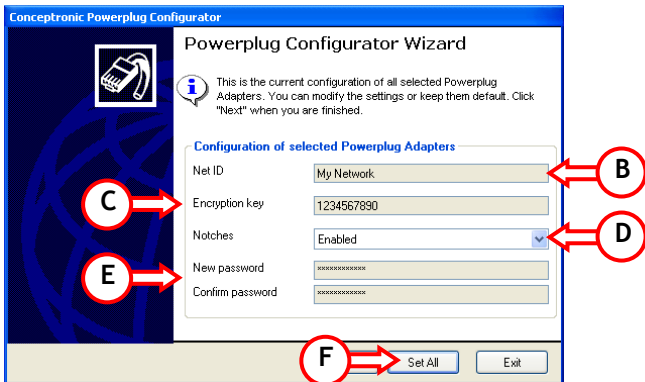 Conceptronic Powerplug Configurator
Powerplug Configurator Wizard
This is the current configuration of all selected Powerplug
Adapters. You can modify the settings or keep them default. Click
"Next" when you are finished.
Configuration of selected Powerplug Adapters
Net ID
My Network
B
C
Encryption key
1234567890
Notches
Enabled
D
E
New password
xxxxxxxxxxxx
Confirm password
xxxxxxxxxxxx
F
Set All
Exit